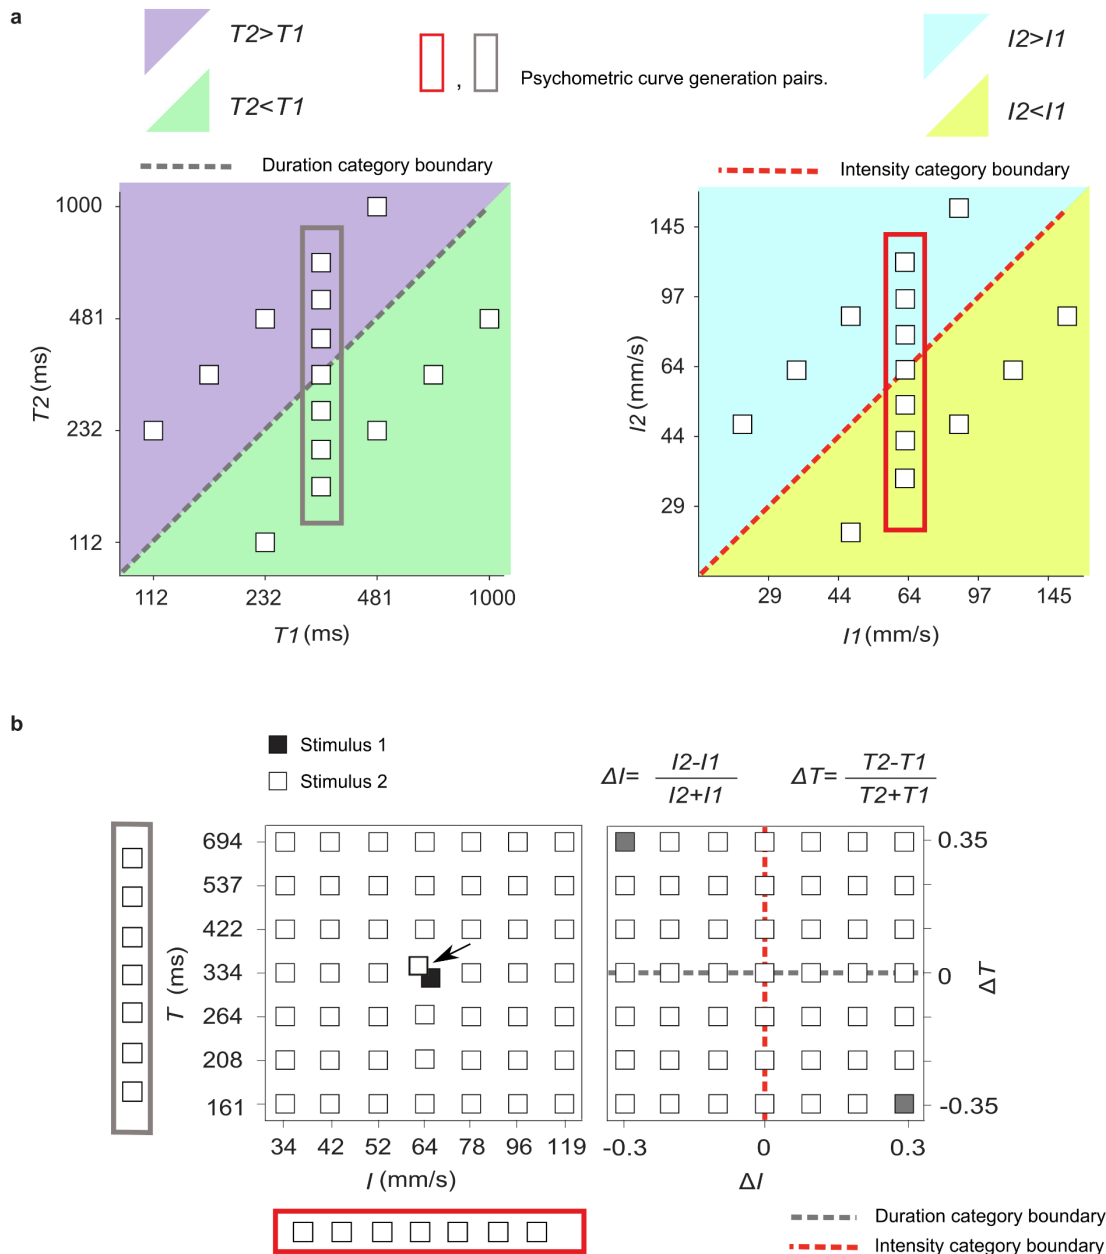 a
T2>T1
T2<T1
, Psychometric curve generation pairs.
I2>I1
I2<I1
Duration category boundary
Intensity category boundary
1000
481
232
112
T2 (ms)
112 232 481 1000
T1 (ms)
145
97
64
44
29
I2 (mm/s)
29 44 64 97 145
I1 (mm/s)
b
Stimulus 1
Stimulus 2
ΔI= I2-I1
I2+I1
ΔT= T2-T1
T2+T1
694
537
422
334
264
208
161
T (ms)
34 42 52 64 78 96 119
I (mm/s)
0.35
0
-0.35
ΔT
-0.3 0 0.3
ΔI
Duration category boundary
Intensity category boundary